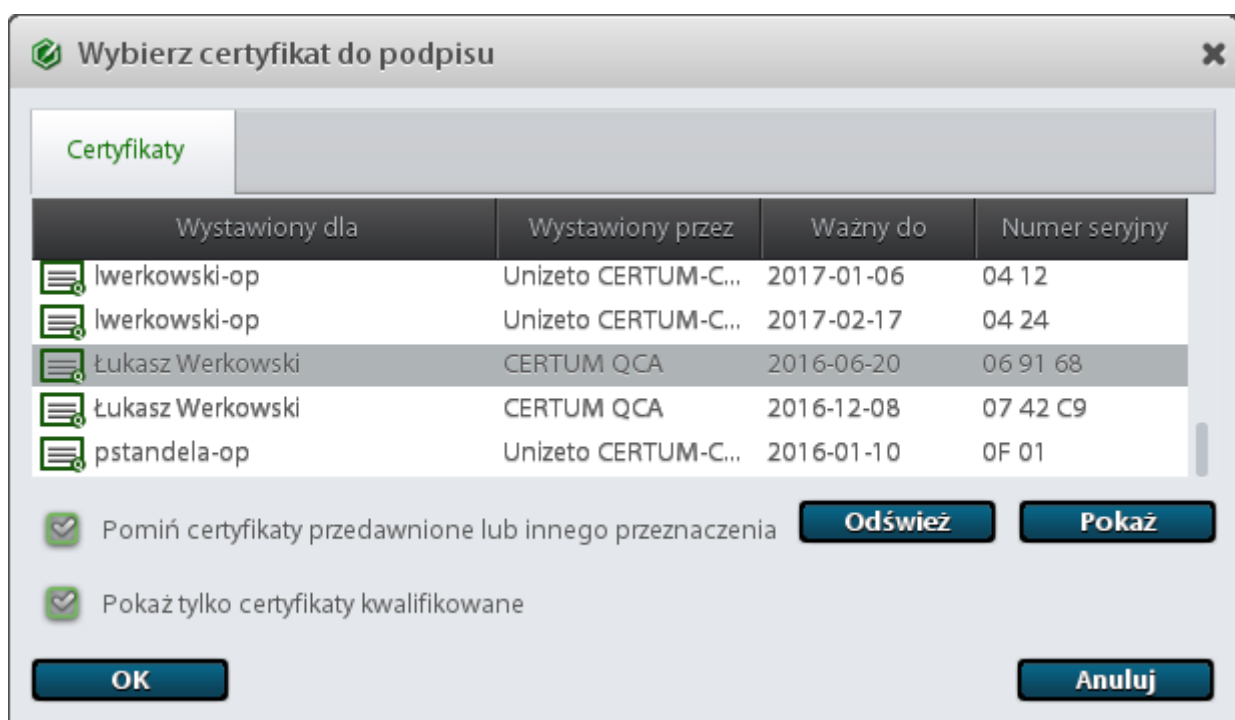 Wybierz certyfikat do podpisu
Certyfikaty
Wystawiony dla Wystawiony przez Ważny do Numer seryjny
lwerkowski-op Unizeto CERTUM-C... 2017-01-06 04 12
lwerkowski-op Unizeto CERTUM-C... 2017-02-17 04 24
Łukasz Werkowski CERTUM QCA 2016-06-20 06 91 68
Łukasz Werkowski CERTUM QCA 2016-12-08 07 42 C9
pstandela-op Unizeto CERTUM-C... 2016-01-10 0F 01
Pomiń certyfikaty przedawnione lub innego przeznaczenia Odśwież Pokaż
Pokaż tylko certyfikaty kwalifikowane
OK Anuluj